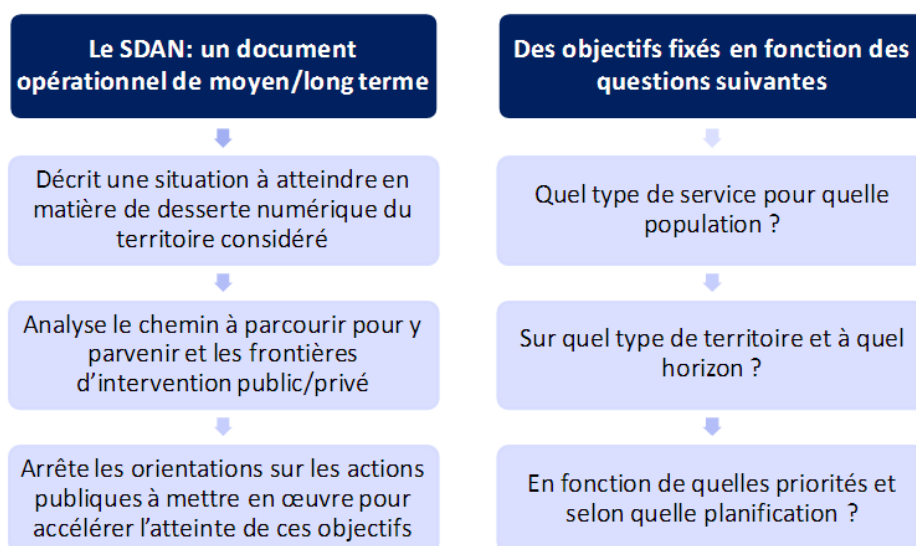 Le SDAN: un document
opérationnel de moyen/long terme
Décrit une situation à atteindre en
matière de desserte numérique du
territoire considéré
Analyse le chemin à parcourir pour y
parvenir et les frontières
d'intervention public/privé
Arrête les orientations sur les actions
publiques à mettre en œuvre pour
accélérer l'atteinte de ces objectifs
Des objectifs fixés en fonction des
questions suivantes
Quel type de service pour quelle
population ?
Sur quel type de territoire et à quel
horizon ?
En fonction de quelles priorités et
selon quelle planification ?